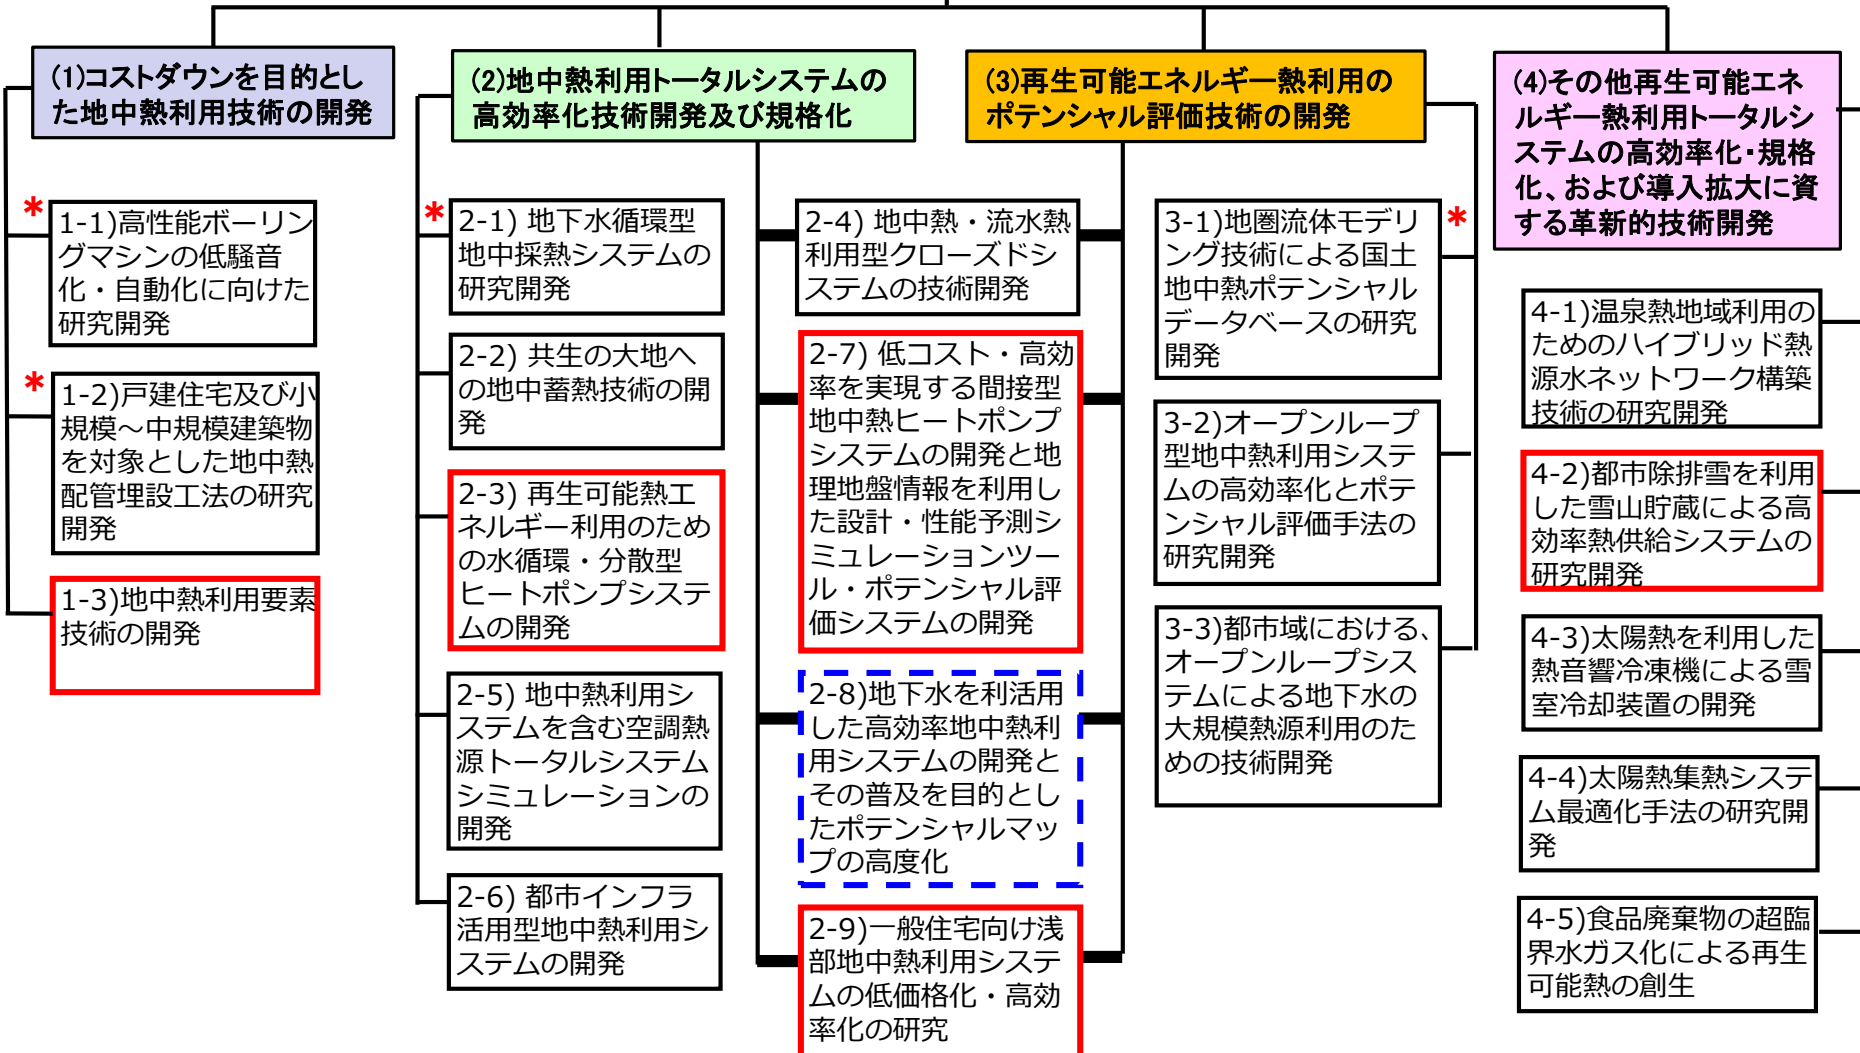 (1)コストダウンを目的とし
た地中熱利用技術の開発
*
1-1)高性能ボーリン
グマシンの低騒音
化・自動化に向けた
研究開発
*
1-2)戸建住宅及び小
規模～中規模建築物
を対象とした地中熱
配管埋設工法の研究
開発
1-3)地中熱利用要素
技術の開発
(2)地中熱利用トータルシステムの
高効率化技術開発及び規格化
*
2-1) 地下水循環型
地中採熱システムの
研究開発
2-2) 共生の大地へ
の地中蓄熱技術の開
発
2-3) 再生可能熱エ
ネルギー利用のため
の水循環・分散型
ヒートポンプシステ
ムの開発
2-5) 地中熱利用シ
ステムを含む空調熱
源トータルシステム
シミュレーションの
開発
2-6) 都市インフラ
活用型地中熱利用シ
ステムの開発
2-4) 地中熱・流水熱
利用型クローズドシ
ステムの技術開発
2-7) 低コスト・高効
率を実現する間接型
地中熱ヒートポンプ
システムの開発と地
理地盤情報を利用し
た設計・性能予測シ
ミュレーションツー
ル・ポテンシャル評
価システムの開発
2-8)地下水を利活用
した高効率地中熱利
用システムの開発と
その普及を目的とし
たポテンシャルマッ
プの高度化
2-9)一般住宅向け浅
部地中熱利用システ
ムの低価格化・高効
率化の研究
(3)再生可能エネルギー熱利用の
ポテンシャル評価技術の開発
*
3-1)地圏流体モデリ
ング技術による国土
地中熱ポテンシャル
データベースの研究
開発
3-2)オープンループ
型地中熱利用システ
ムの高効率化とポテ
ンシャル評価手法の
研究開発
3-3)都市域における、
オープンループシス
テムによる地下水の
大規模熱源利用のた
めの技術開発
(4)その他再生可能エネ
ルギー熱利用トータルシ
ステムの高効率化・規格
化、および導入拡大に資
する革新的技術開発
4-1)温泉熱地域利用の
ためのハイブリッド熱
源水ネットワーク構築
技術の研究開発
4-2)都市除排雪を利用
した雪山貯蔵による高
効率熱供給システムの
研究開発
4-3)太陽熱を利用した
熱音響冷凍機による雪
室冷却装置の開発
4-4)太陽熱集熱システ
ム最適化手法の研究開
発
4-5)食品廃棄物の超臨
界水ガス化による再生
可能熱の創生